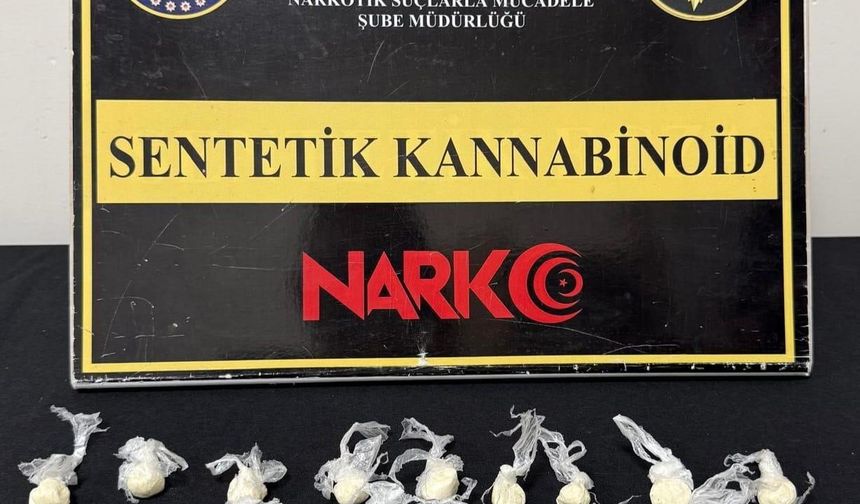 NARKOTİK SUÇLARLA MÜCADELE
ŞUBE MÜDÜRLÜĞÜ
SENTETİK KANNABİNOİD
NARKO